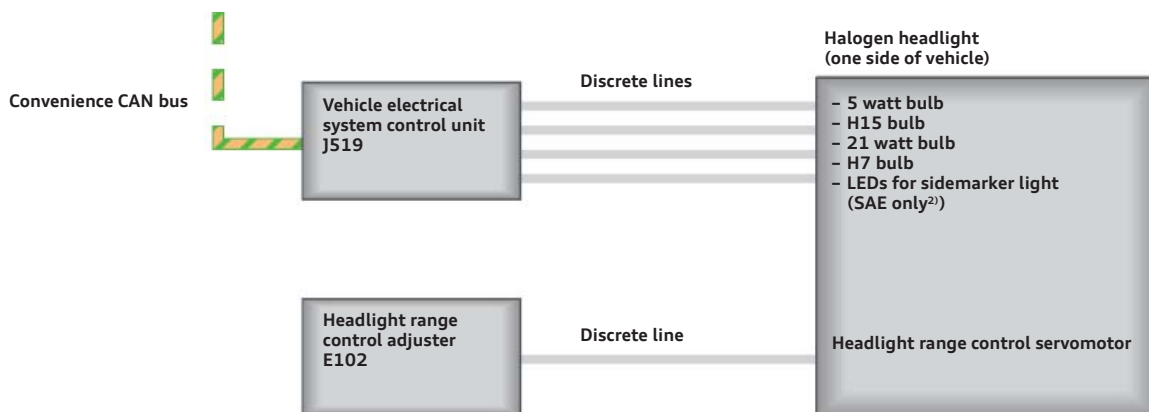 Halogen headlight
(one side of vehicle)
Convenience CAN bus
Vehicle electrical
system control unit
J519
Discrete lines
– 5 watt bulb
– H15 bulb
– 21 watt bulb
– H7 bulb
– LEDs for sidemarker light
(SAE only²⁾)
Headlight range
control adjuster
E102
Discrete line
Headlight range control servomotor